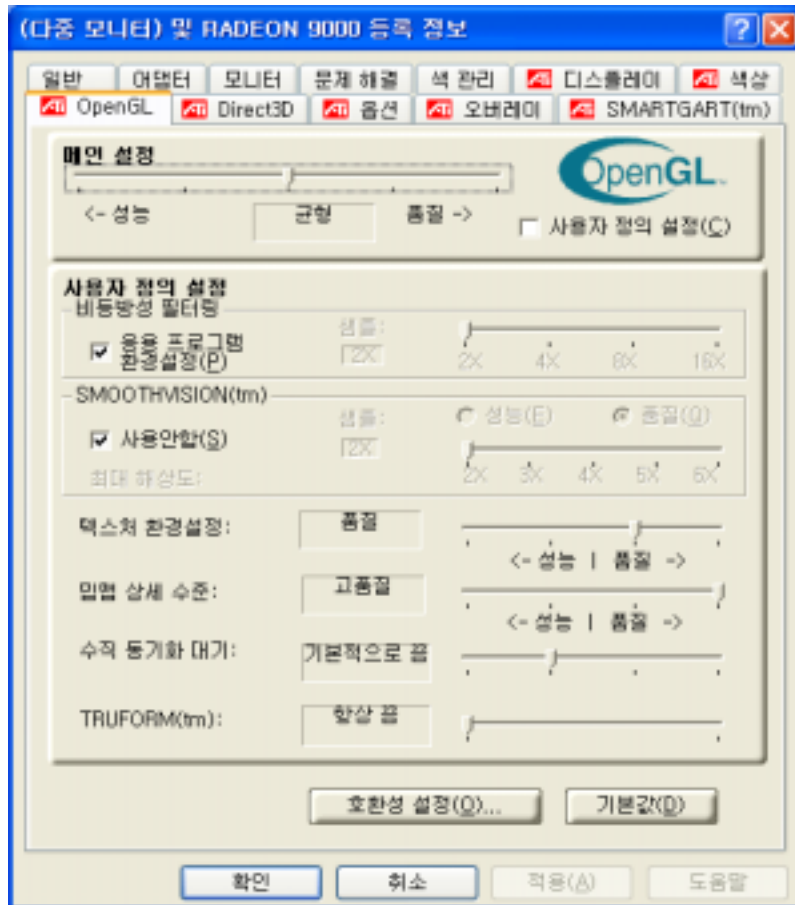 (다중 모니터) 및 RADEON 9000 등록 정보
일반 어댑터 모니터 문제 해결 색 관리 ATI 디스플레이 ATI 색상
ATI OpenGL ATI Direct3D ATI 옵션 ATI 오버레이 ATI SMARTGART(tm)
메인 설정
OpenGL
<- 성능 균형 품질 ->
사용자 정의 설정(C)
사용자 정의 설정
비등방성 필터링
응용 프로그램
환경설정(P)
샘플:
2X
2X 4X 8X 16X
SMOOTHVISION(tm)
사용안함(S)
샘플:
2X
성능(E) 품질(Q)
2X 3X 4X 5X 6X
최대 해상도:
텍스처 환경설정: 품질
<- 성능 | 품질 ->
밉맵 상세 수준: 고품질
<- 성능 | 품질 ->
수직 동기화 대기: 기본적으로 끔
TRUFORM(tm): 항상 끔
호환성 설정(O)... 기본값(D)
확인 취소 적용(A) 도움말